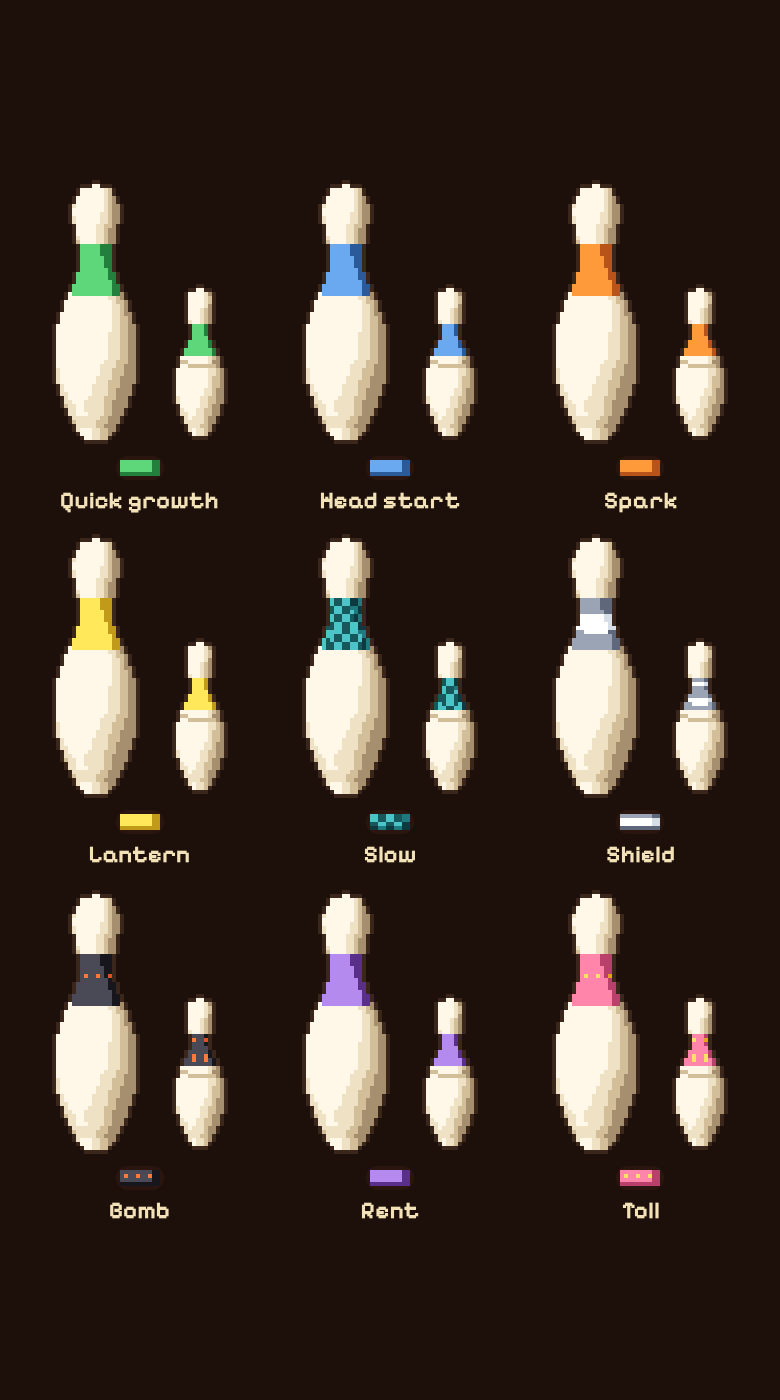 Quick growth
Head start
Spark
Lantern
Slow
Shield
Bomb
Rent
Toll